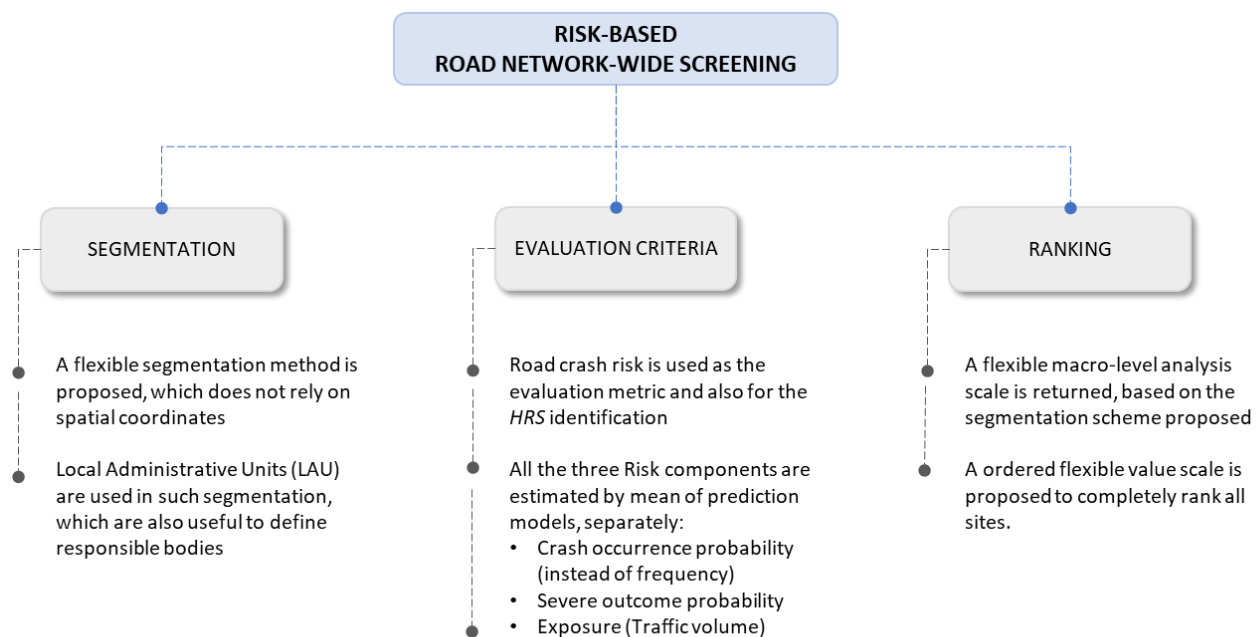 RISK-BASED
ROAD NETWORK-WIDE SCREENING
SEGMENTATION
A flexible segmentation method is
proposed, which does not rely on
spatial coordinates
Local Administrative Units (LAU)
are used in such segmentation,
which are also useful to define
responsible bodies
EVALUATION CRITERIA
Road crash risk is used as the
evaluation metric and also for the
HRS identification
All the three Risk components are
estimated by mean of prediction
models, separately:
• Crash occurrence probability
(instead of frequency)
• Severe outcome probability
• Exposure (Traffic volume)
RANKING
A flexible macro-level analysis
scale is returned, based on the
segmentation scheme proposed
A ordered flexible value scale is
proposed to completely rank all
sites.